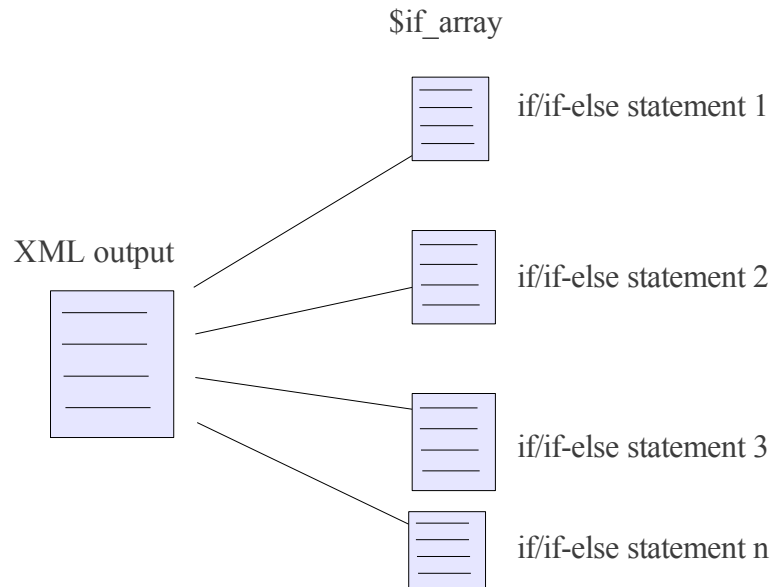 $if_array
if/if-else statement 1
XML output
if/if-else statement 2
if/if-else statement 3
if/if-else statement n